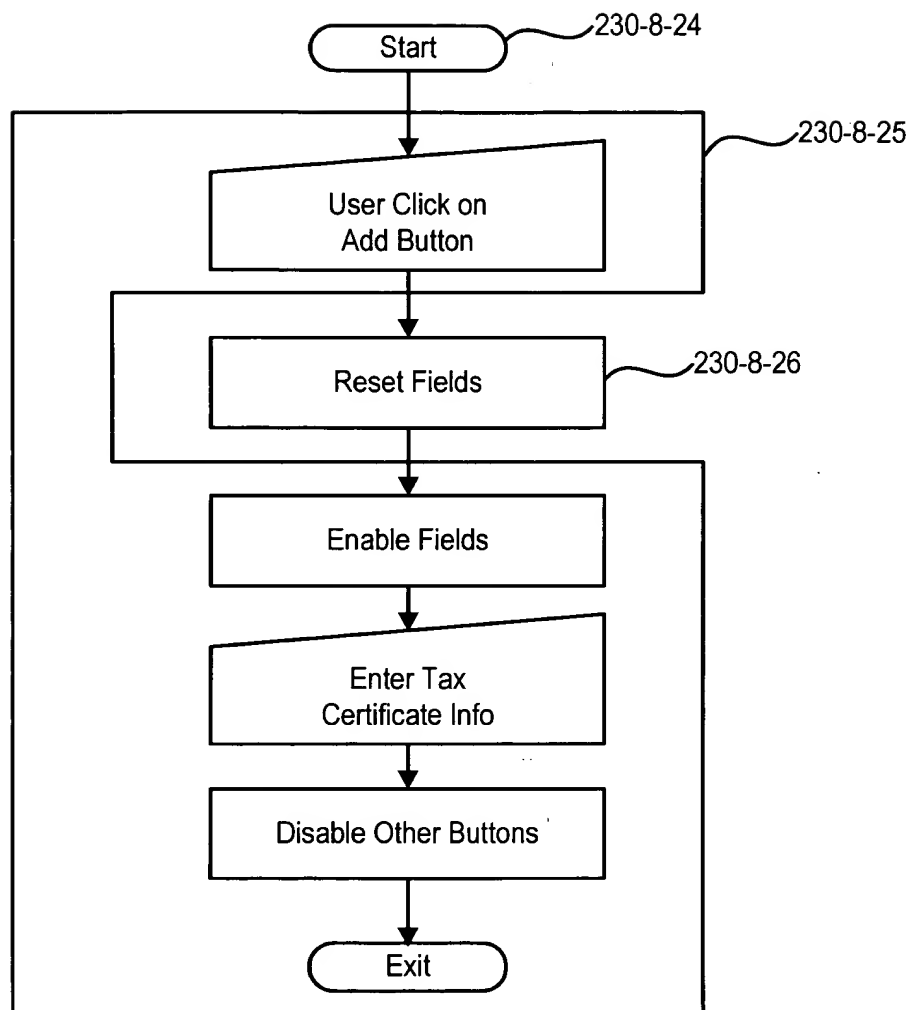 Start
230-8-24
230-8-25
User Click on
Add Button
Reset Fields
230-8-26
Enable Fields
Enter Tax
Certificate Info
Disable Other Buttons
Exit